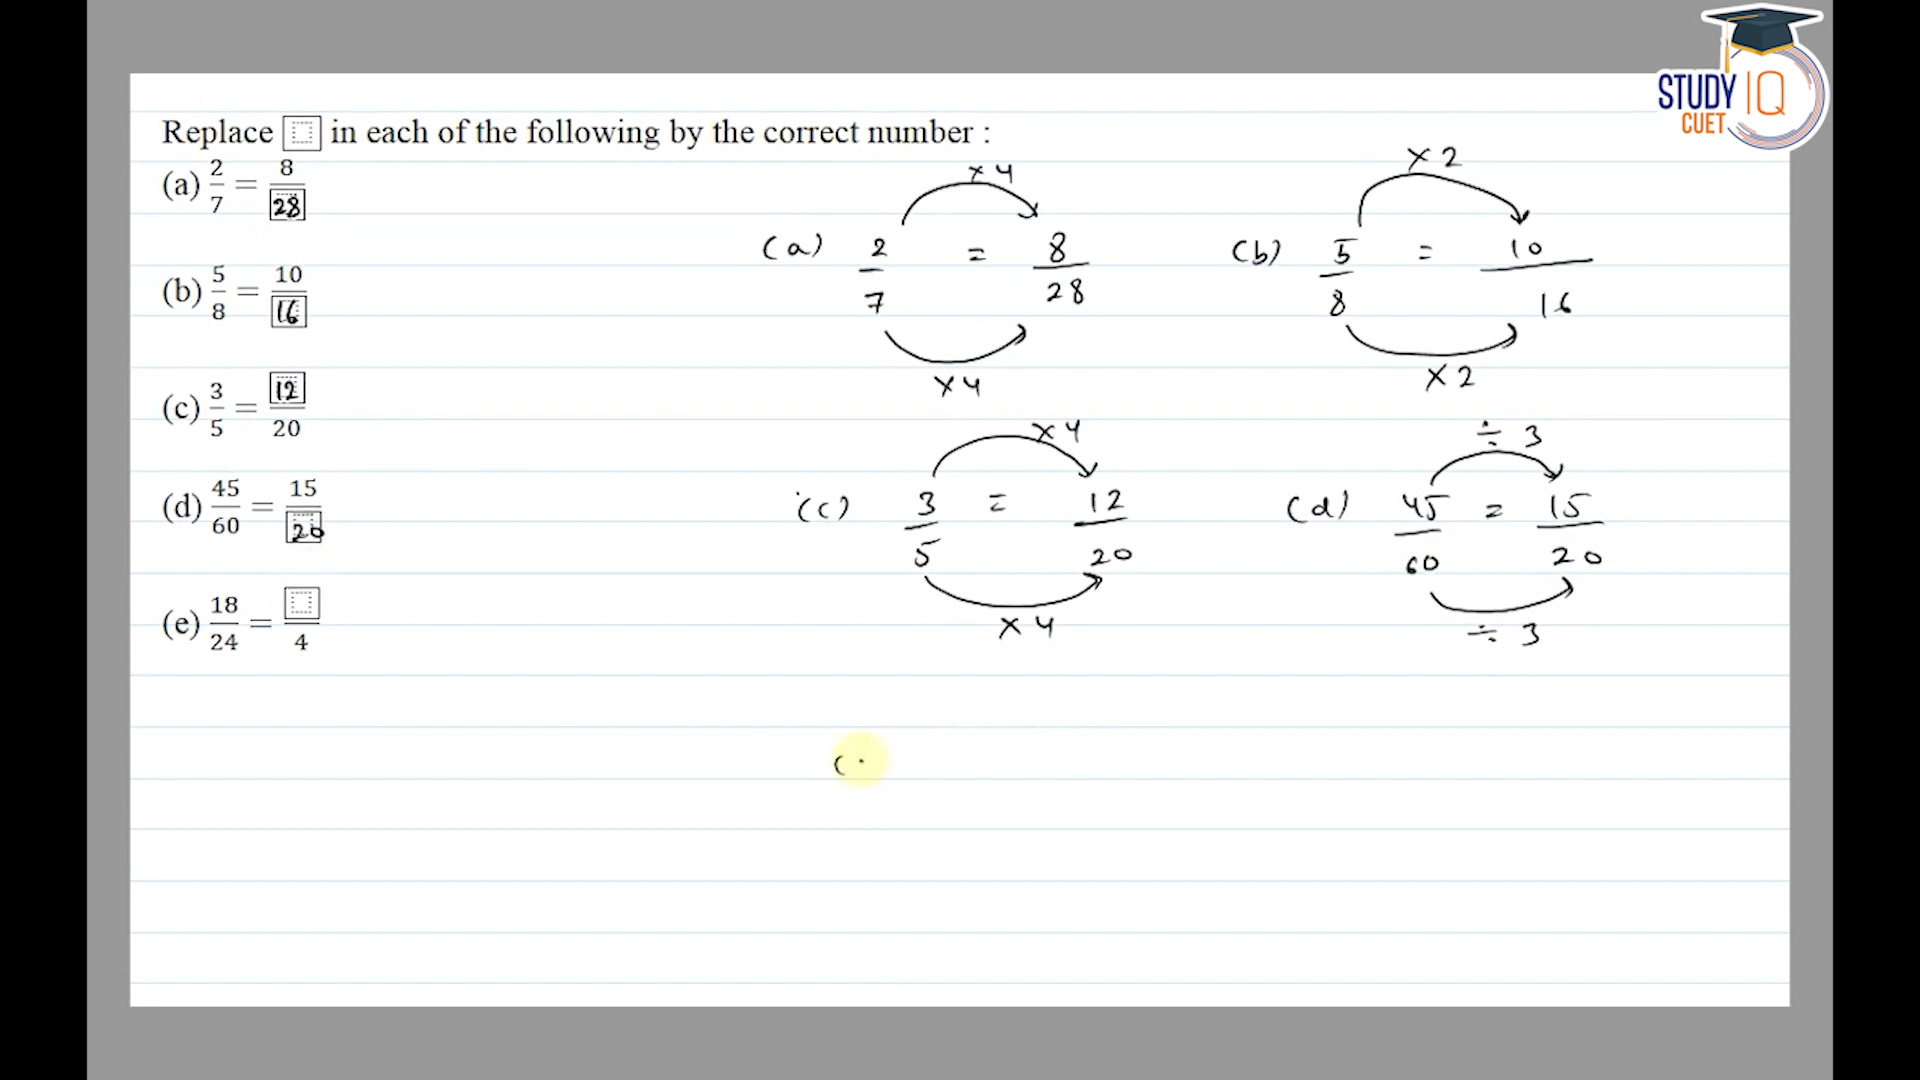 STUDY IQ
CUET
Replace in each of the following by the correct number :
(a) 2/7 = 8/28
(b) 5/8 = 10/16
(c) 3/5 = 12/20
(d) 45/60 = 15/20
(e) 18/24 = /4
× 4
(a) 2/7 = 8/28
× 4
× 2
(b) 5/8 = 10/16
× 2
× 4
(c) 3/5 = 12/20
× 4
÷ 3
(d) 45/60 = 15/20
÷ 3
(